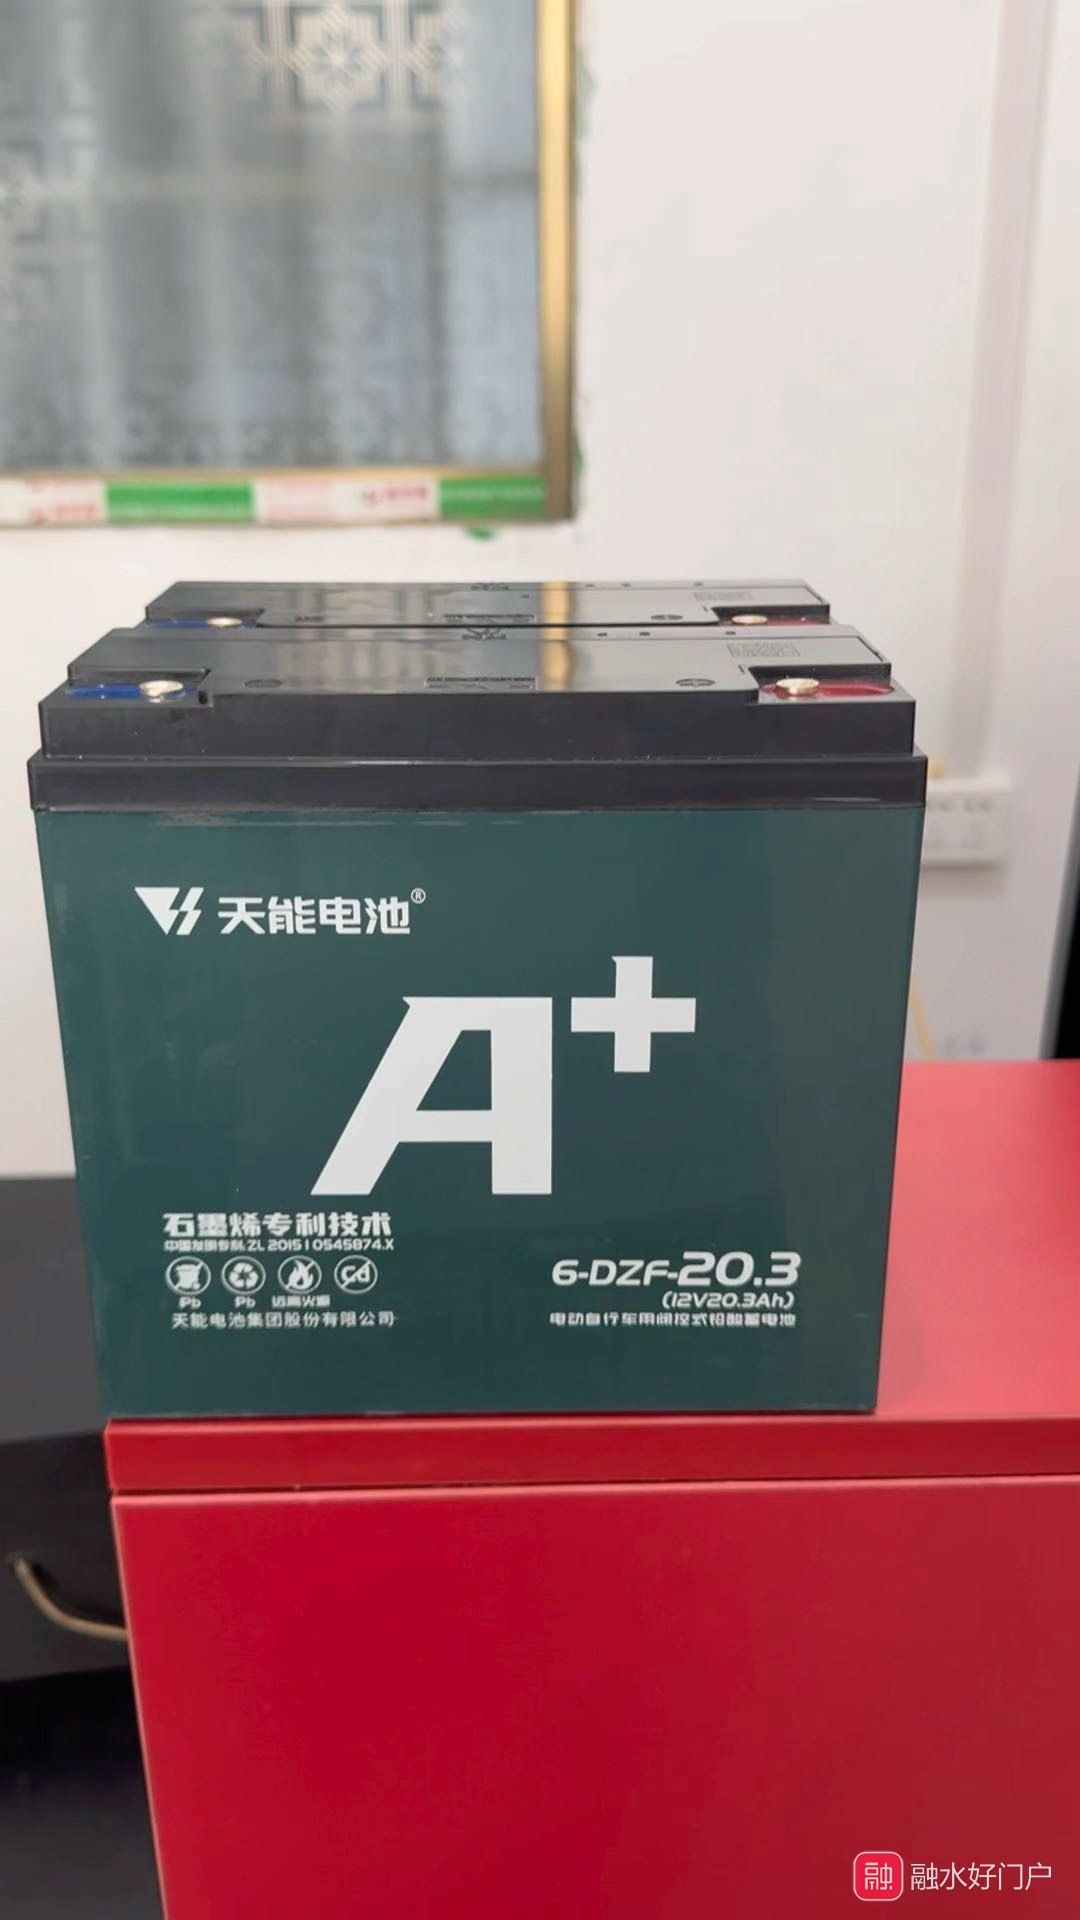 天能电池®
A+
石墨烯专利技术
中国发明专利.ZL 201510545874.X
Cd
Pb
Pb
远离火源
天能电池集团股份有限公司
6-DZF-20.3
(12V20.3Ah)
电动自行车用阀控式铅酸蓄电池
融
融水好门户